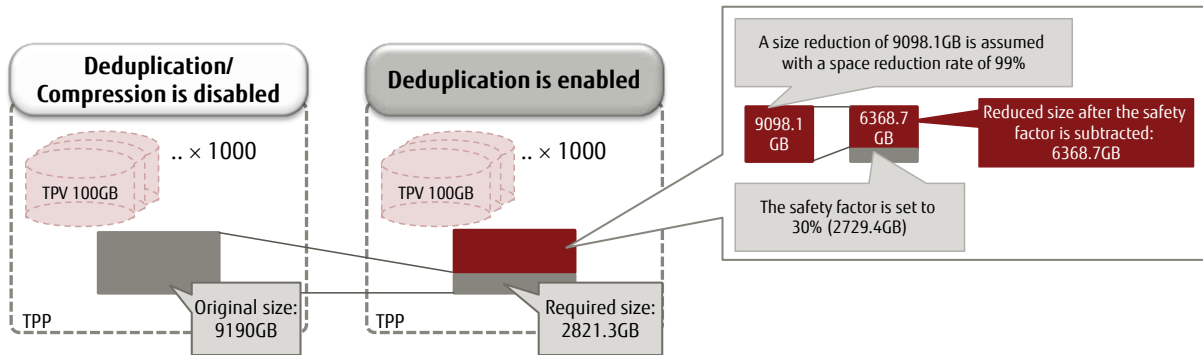 Deduplication/
Compression is disabled
.. × 1000
TPV 100GB
Original size:
9190GB
TPP
Deduplication is enabled
.. × 1000
TPV 100GB
Required size:
2821.3GB
TPP
A size reduction of 9098.1GB is assumed
with a space reduction rate of 99%
9098.1
GB
6368.7
GB
Reduced size after the safety
factor is subtracted:
6368.7GB
The safety factor is set to
30% (2729.4GB)